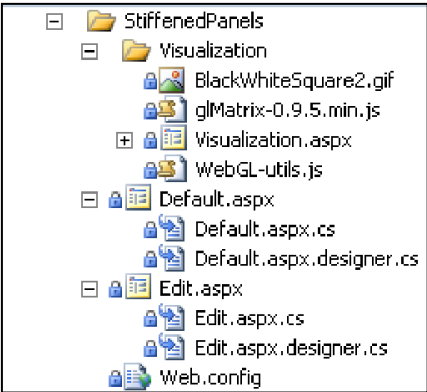 StiffenedPanels
Visualization
BlackWhiteSquare2.gif
glMatrix-0.9.5.min.js
Visualization.aspx
WebGL-utils.js
Default.aspx
Default.aspx.cs
Default.aspx.designer.cs
Edit.aspx
Edit.aspx.cs
Edit.aspx.designer.cs
Web.config